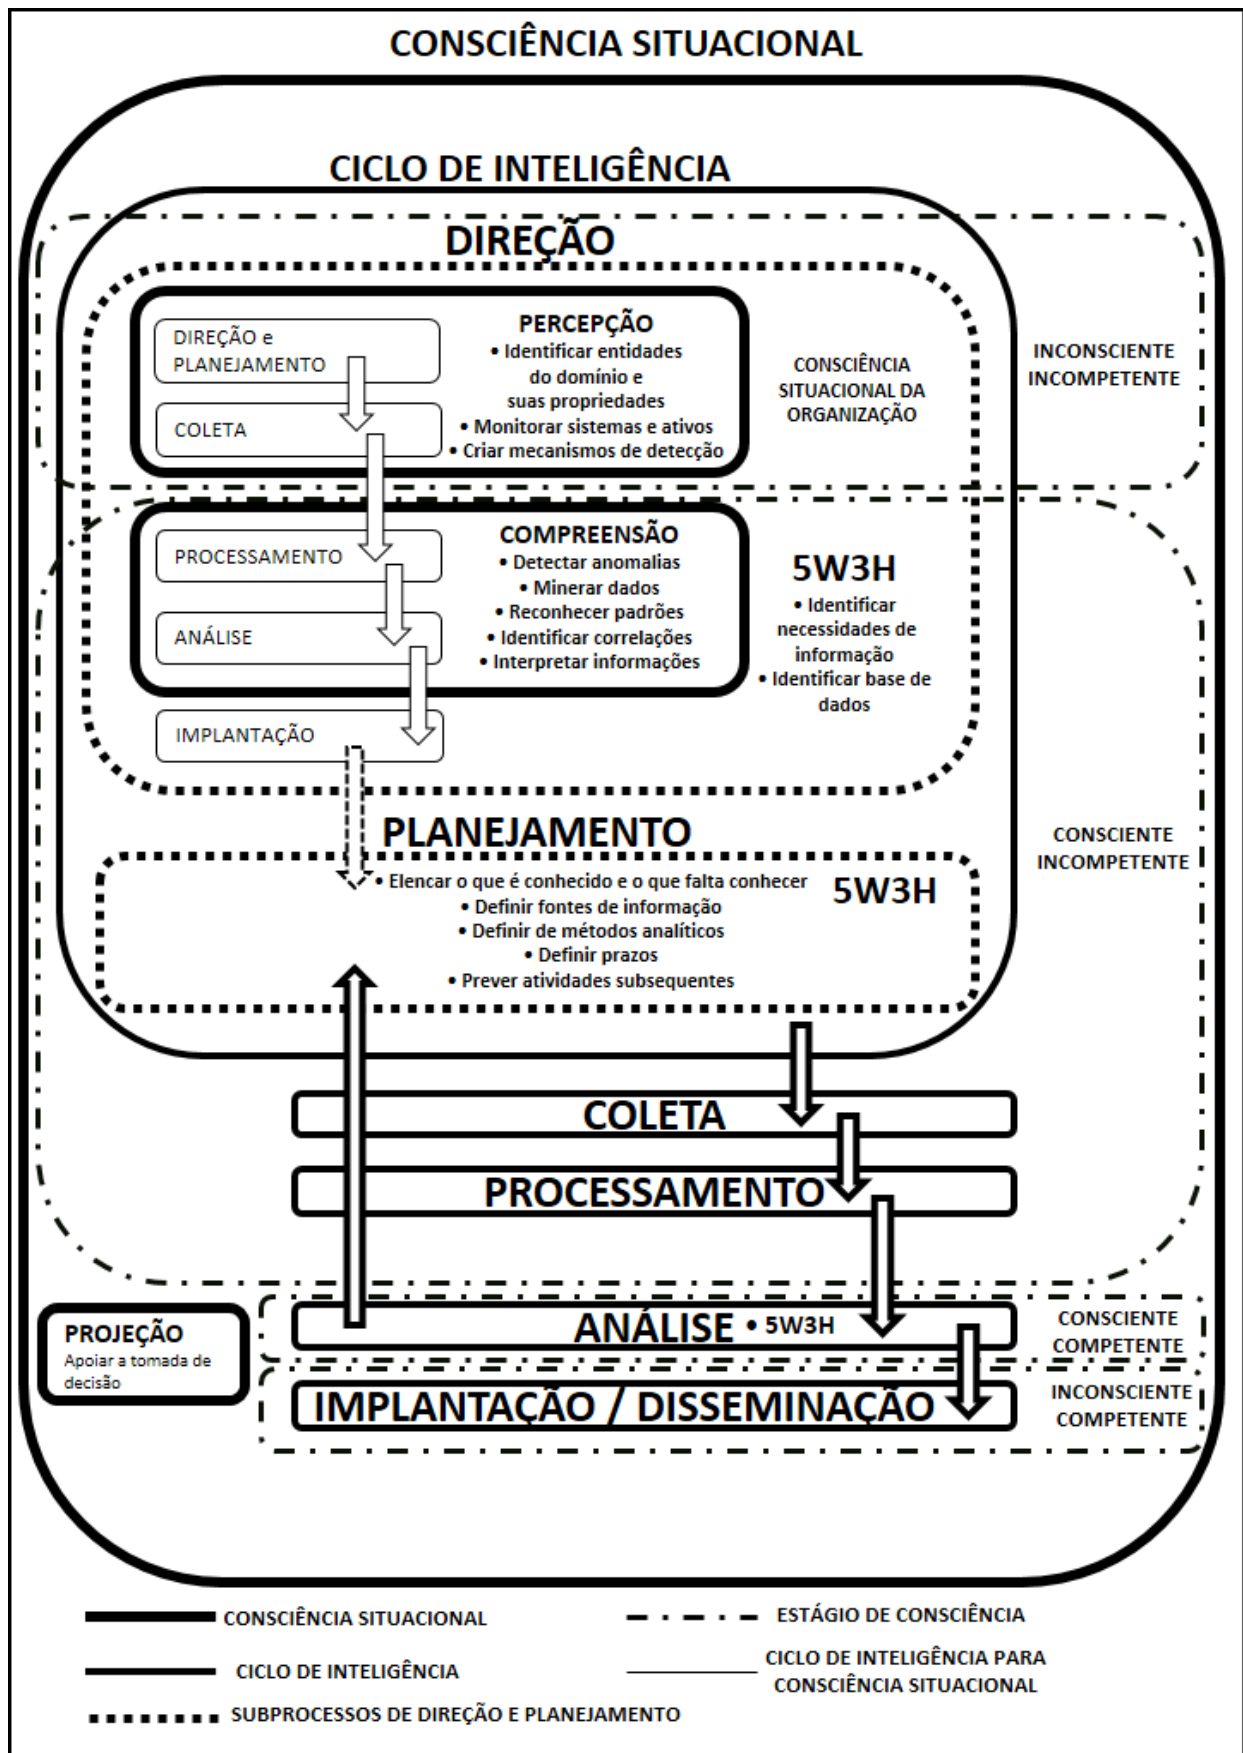 CONSCIÊNCIA SITUACIONAL
CICLO DE INTELIGÊNCIA
DIREÇÃO
DIREÇÃO e
PLANEJAMENTO
COLETA
PERCEPÇÃO
• Identificar entidades
do domínio e
suas propriedades
• Monitorar sistemas e ativos
• Criar mecanismos de detecção
CONSCIÊNCIA
SITUACIONAL DA
ORGANIZAÇÃO
INCONSCIENTE
INCOMPETENTE
PROCESSAMENTO
ANÁLISE
IMPLANTAÇÃO
COMPREENSÃO
• Detectar anomalias
• Minerar dados
• Reconhecer padrões
• Identificar correlações
• Interpretar informações
5W3H
• Identificar
necessidades de
informação
• Identificar base de
dados
CONSCIENTE
INCOMPETENTE
PLANEJAMENTO
• Elencar o que é conhecido e o que falta conhecer
• Definir fontes de informação
• Definir de métodos analíticos
• Definir prazos
• Prever atividades subsequentes
5W3H
COLETA
PROCESSAMENTO
PROJEÇÃO
Apoiar a tomada de
decisão
ANÁLISE • 5W3H
CONSCIENTE
COMPETENTE
IMPLANTAÇÃO / DISSEMINAÇÃO
INCONSCIENTE
COMPETENTE
CONSCIÊNCIA SITUACIONAL
ESTÁGIO DE CONSCIÊNCIA
CICLO DE INTELIGÊNCIA
CICLO DE INTELIGÊNCIA PARA
CONSCIÊNCIA SITUACIONAL
SUBPROCESSOS DE DIREÇÃO E PLANEJAMENTO